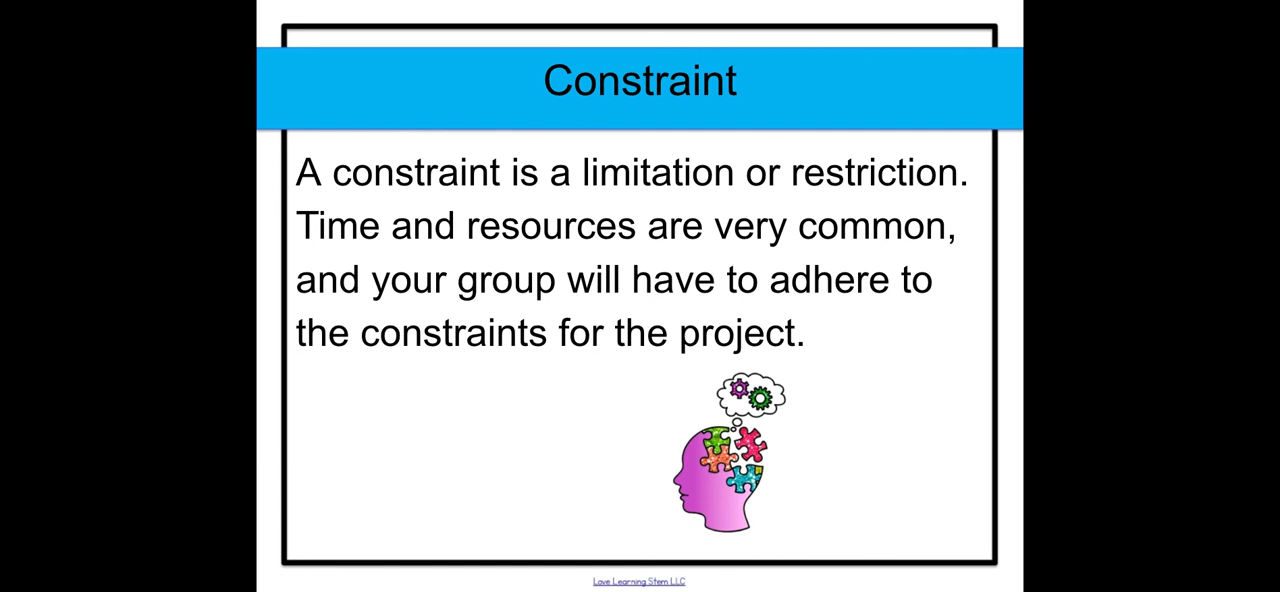 Constraint
A constraint is a limitation or restriction.
Time and resources are very common,
and your group will have to adhere to
the constraints for the project.
Love Learning Stem LLC